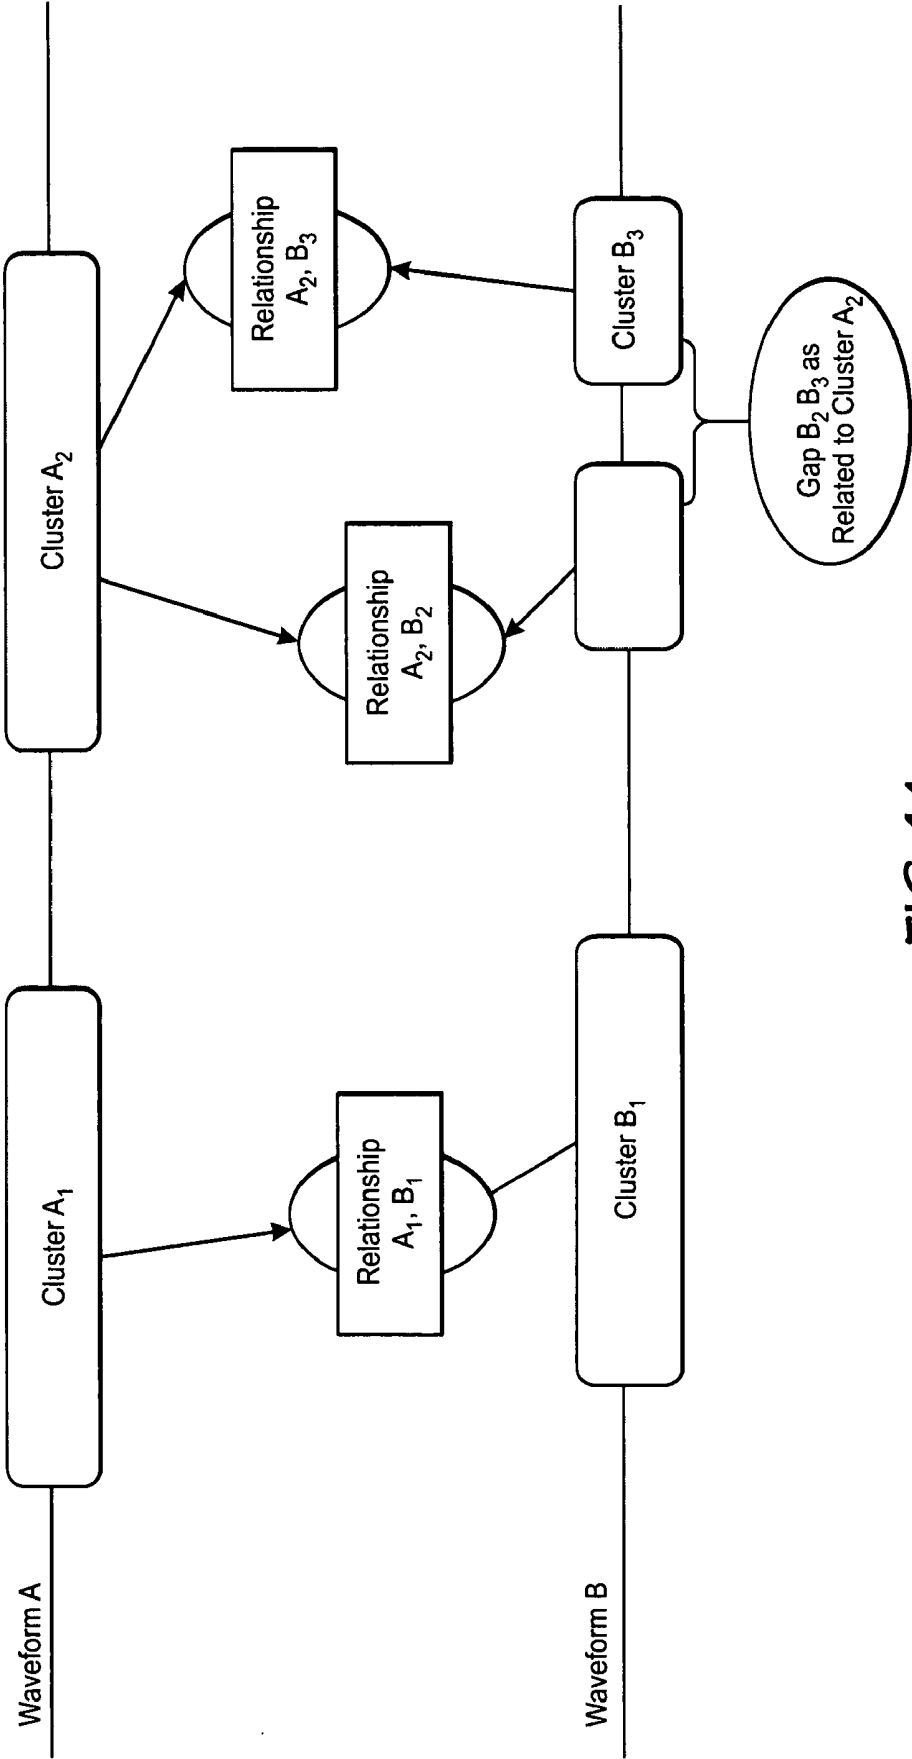 Waveform A
Cluster A₁
Cluster A₂
Relationship
A₁, B₁
Relationship
A₂, B₂
Relationship
A₂, B₃
Waveform B
Cluster B₁
Cluster B₃
Gap B₂ B₃ as
Related to Cluster A₂